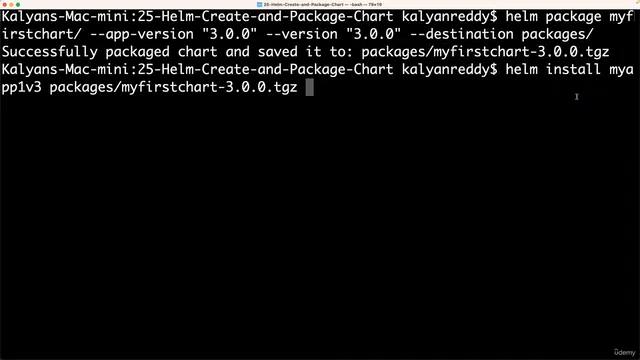 25-Helm-Create-and-Package-Chart — -bash — 78×19
Kalyans-Mac-mini:25-Helm-Create-and-Package-Chart kalyanreddy$ helm package myf
irstchart/ --app-version "3.0.0" --version "3.0.0" --destination packages/
Successfully packaged chart and saved it to: packages/myfirstchart-3.0.0.tgz
Kalyans-Mac-mini:25-Helm-Create-and-Package-Chart kalyanreddy$ helm install mya
pp1v3 packages/myfirstchart-3.0.0.tgz
ûdemy